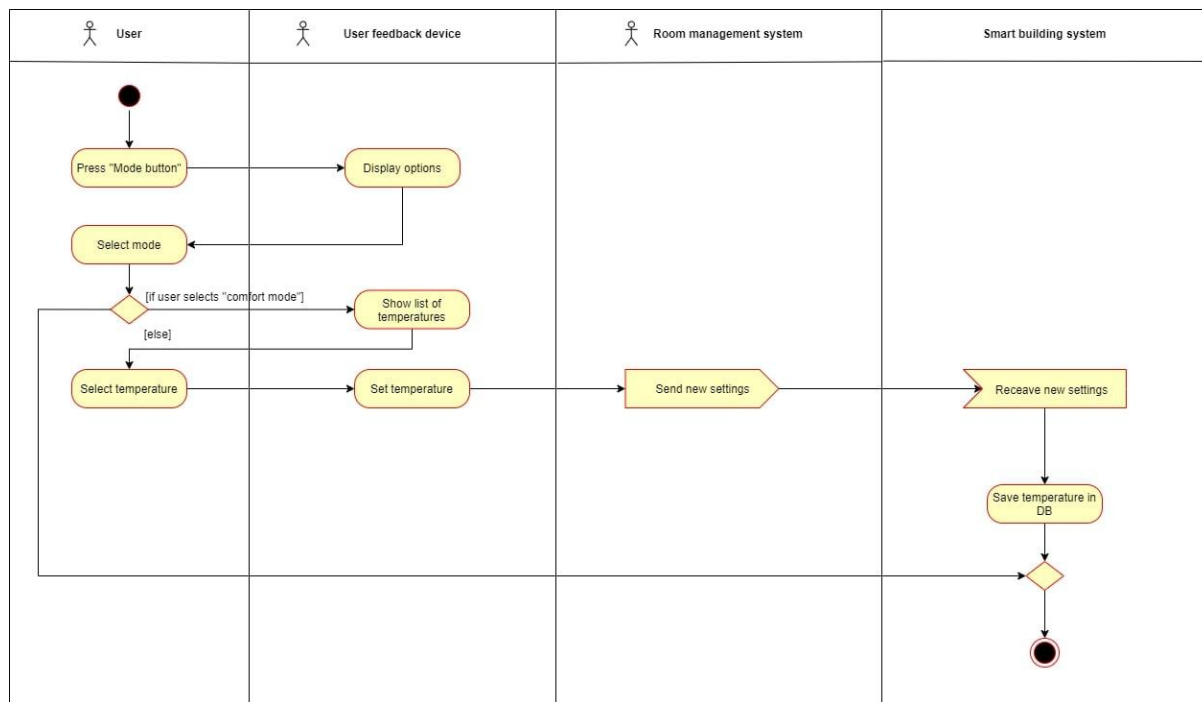 User
User feedback device
Room management system
Smart building system
Press "Mode button"
Display options
Select mode
[if user selects "comfort mode"]
Show list of
temperatures
[else]
Select temperature
Set temperature
Send new settings
Receave new settings
Save temperature in
DB